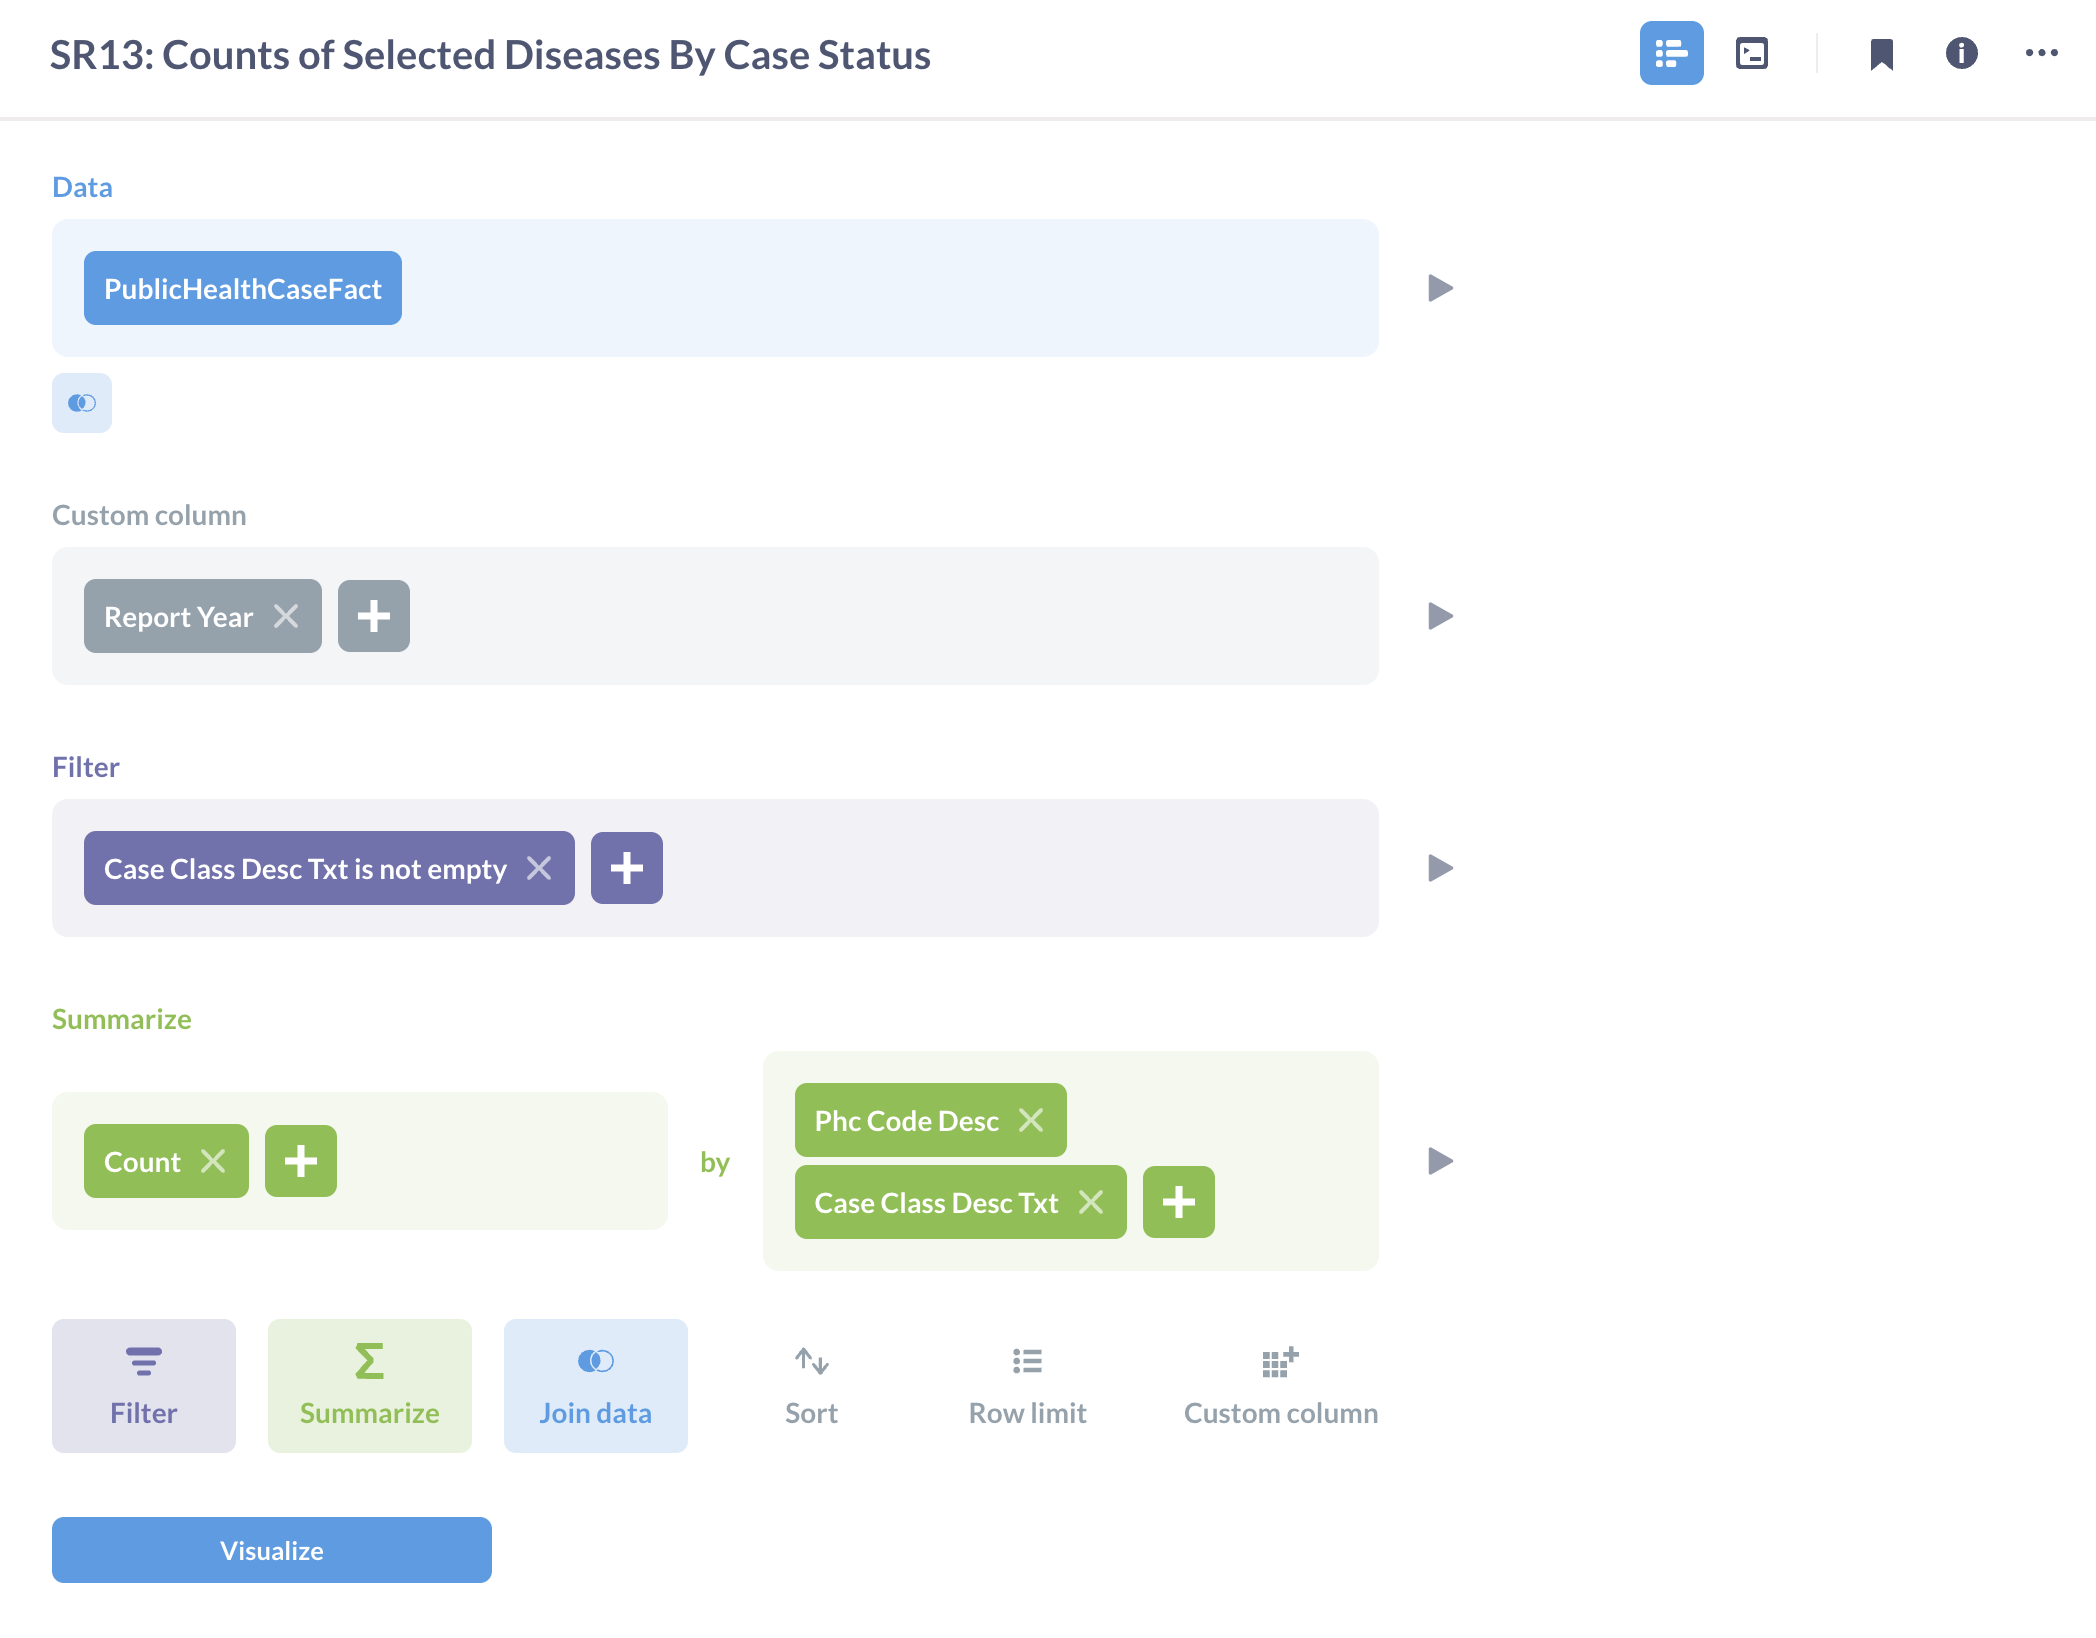 SR13: Counts of Selected Diseases By Case Status
Data
PublicHealthCaseFact
Custom column
Report Year
Filter
Case Class Desc Txt is not empty
Summarize
Count
by
Phc Code Desc
Case Class Desc Txt
Filter
Summarize
Join data
Sort
Row limit
Custom column
Visualize